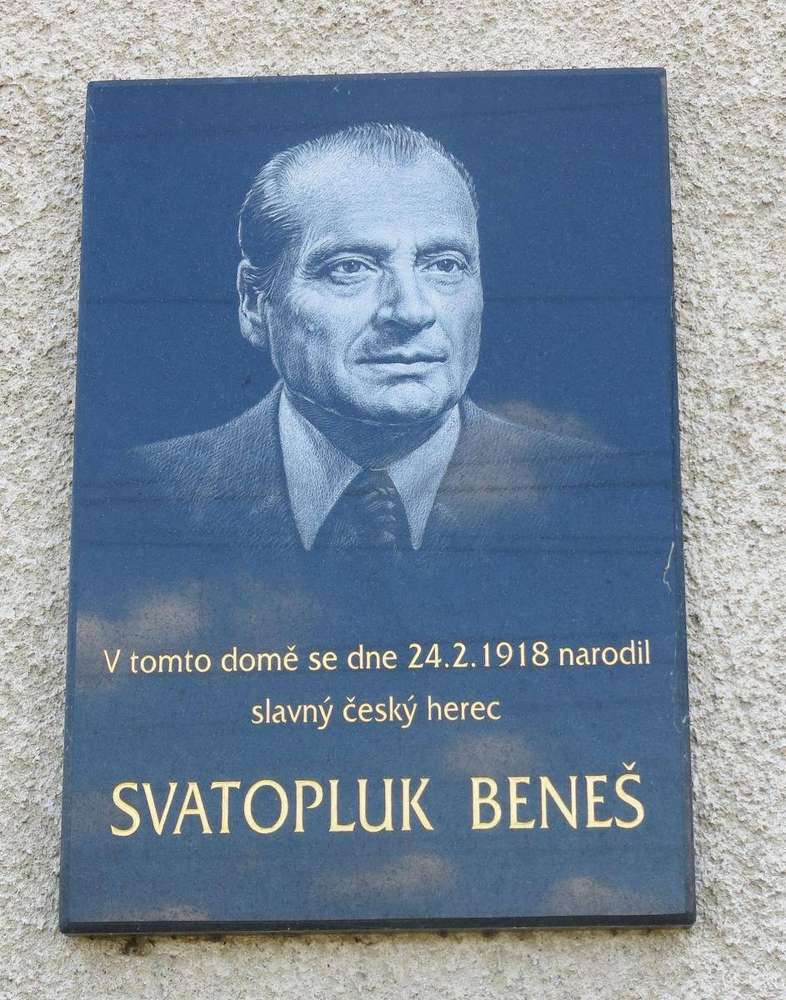 V tomto domě se dne 24.2.1918 narodil
slavný český herec
SVATOPLUK BENEŠ